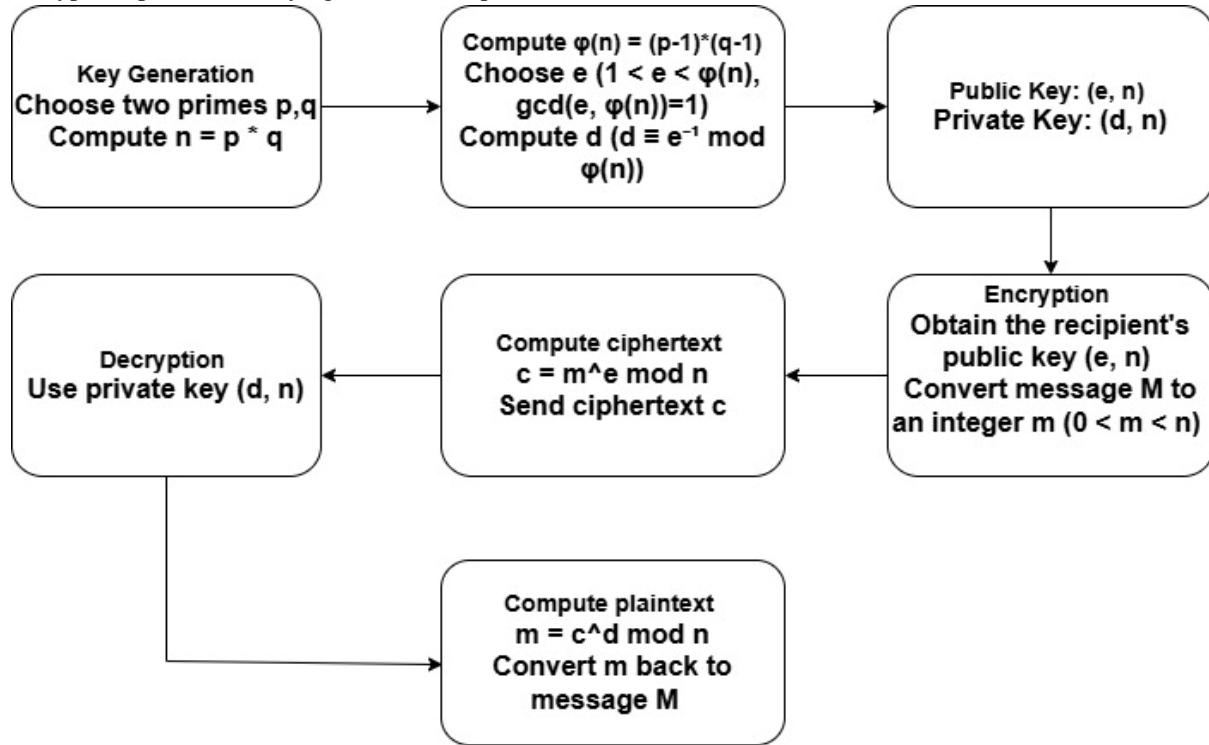 Key Generation
Choose two primes p,q
Compute n = p * q
Compute φ(n) = (p-1)*(q-1)
Choose e (1 < e < φ(n),
gcd(e, φ(n))=1)
Compute d (d ≡ e⁻¹ mod
φ(n))
Public Key: (e, n)
Private Key: (d, n)
Encryption
Obtain the recipient's
public key (e, n)
Convert message M to
an integer m (0 < m < n)
Compute ciphertext
c = m^e mod n
Send ciphertext c
Decryption
Use private key (d, n)
Compute plaintext
m = c^d mod n
Convert m back to
message M